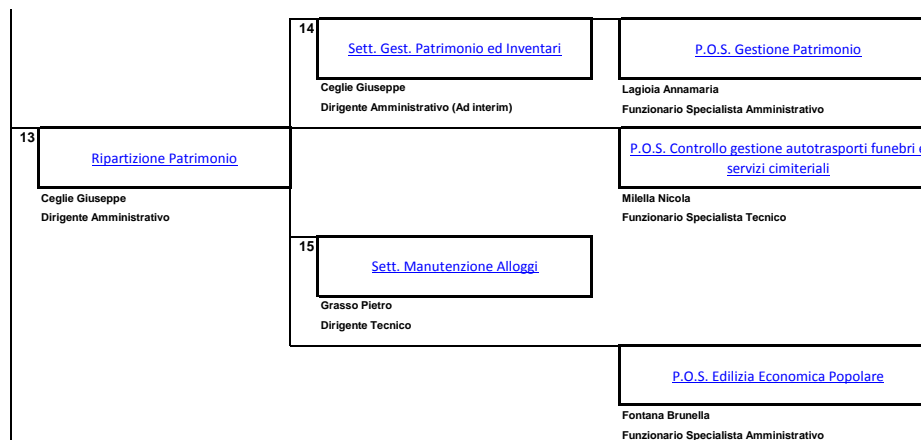 14
Sett. Gest. Patrimonio ed Inventari
P.O.S. Gestione Patrimonio
Ceglie Giuseppe
Dirigente Amministrativo (Ad interim)
Lagioia Annamaria
Funzionario Specialista Amministrativo
13
Ripartizione Patrimonio
P.O.S. Controllo gestione autotrasporti funebri e
servizi cimiteriali
Ceglie Giuseppe
Dirigente Amministrativo
Milella Nicola
Funzionario Specialista Tecnico
15
Sett. Manutenzione Alloggi
Grasso Pietro
Dirigente Tecnico
P.O.S. Edilizia Economica Popolare
Fontana Brunella
Funzionario Specialista Amministrativo